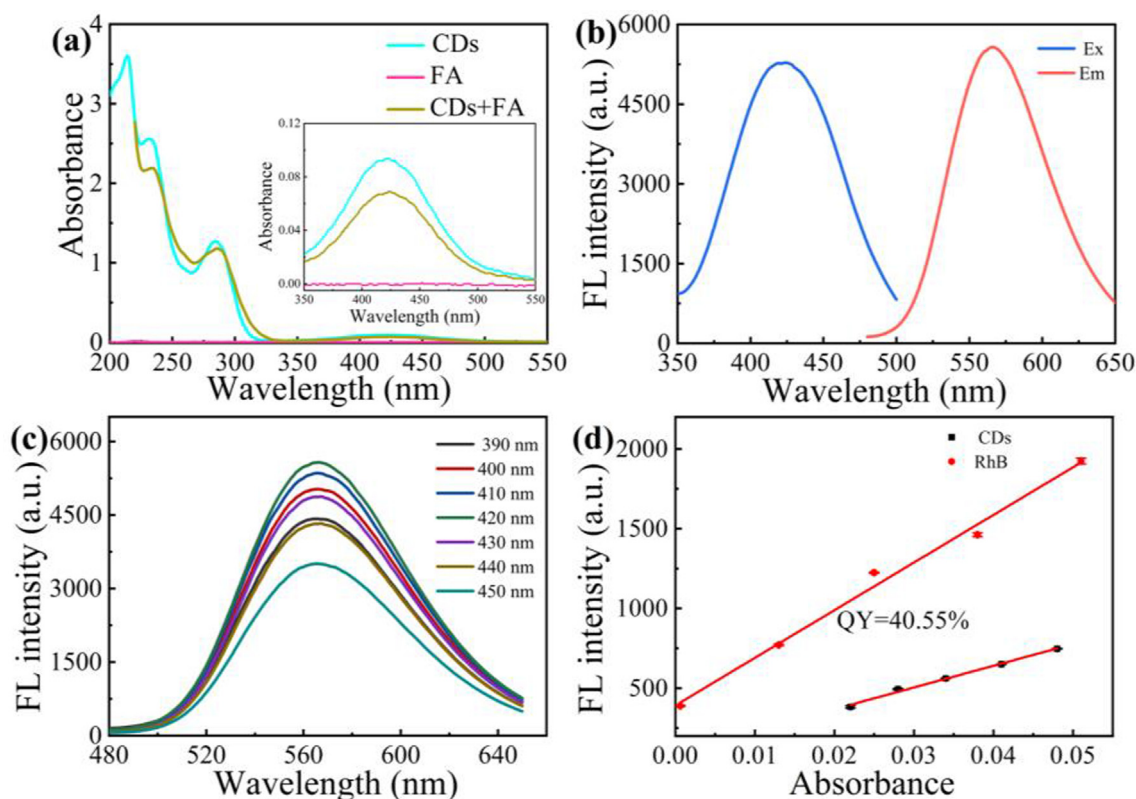 (a)
4
3
2
1
0
Absorbance
CDs
FA
CDs+FA
0.12
0.08
0.04
0.00
Absorbance
350 400 450 500 550
Wavelength (nm)
200 250 300 350 400 450 500 550
Wavelength (nm)
(b)
6000
4500
3000
1500
0
FL intensity (a.u.)
Ex
Em
350 400 450 500 550 600 650
Wavelength (nm)
(c)
6000
4500
3000
1500
0
FL intensity (a.u.)
390 nm
400 nm
410 nm
420 nm
430 nm
440 nm
450 nm
480 520 560 600 640
Wavelength (nm)
(d)
2000
1500
1000
500
FL intensity (a.u.)
CDs
RhB
QY=40.55%
0.00 0.01 0.02 0.03 0.04 0.05
Absorbance